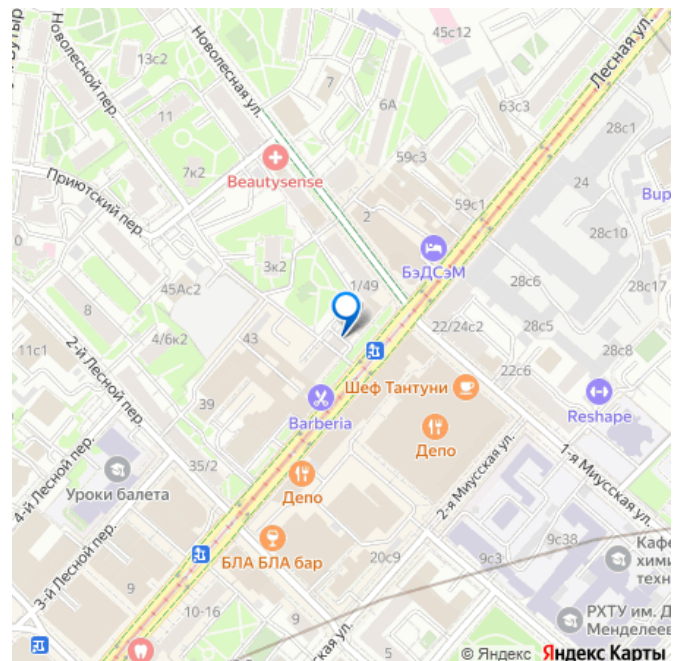 45с12
Лесная ул.
13с2
Новолесной пер.
Новолесная ул.
7
6А
63с3
11
28с1
59с3
7к2
Beautysense
24
Приютский пер.
2
59с1
Bup
28с10
БэДСэМ
3к2
28с6
28с17
45Ас2
1/49
8
4/6к2
43
22/24с2
28с5
11с1
28с8
2-й Лесной пер.
22с6
Шеф Тантуни
39
Barberia
Reshape
Депо
1-я Миусская ул.
35/2
4-й Лесной пер.
Уроки балета
Депо
2-я Миусская ул.
БЛА БЛА бар
20с9
9с3
9с38
Кафе
хими
техн
3-й Лесной пер.
9
10-16
5
РХТУ им. Д
Менделеев
© Яндекс Яндекс Карты